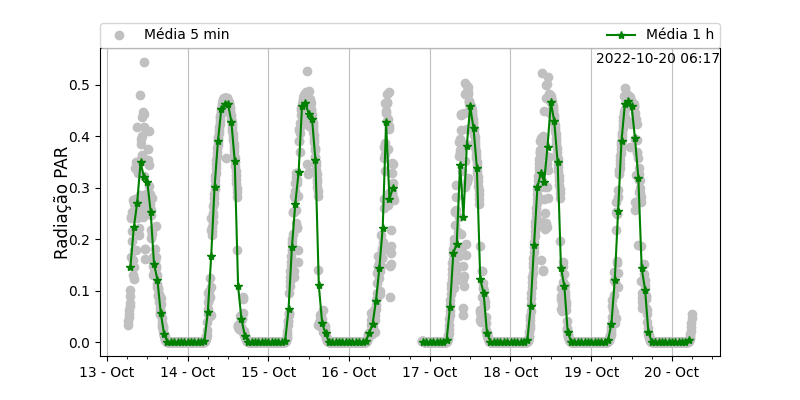 Média 5 min
Média 1 h
2022-10-20 06:17
Radiação PAR
0.5
0.4
0.3
0.2
0.1
0.0
13 - Oct
14 - Oct
15 - Oct
16 - Oct
17 - Oct
18 - Oct
19 - Oct
20 - Oct